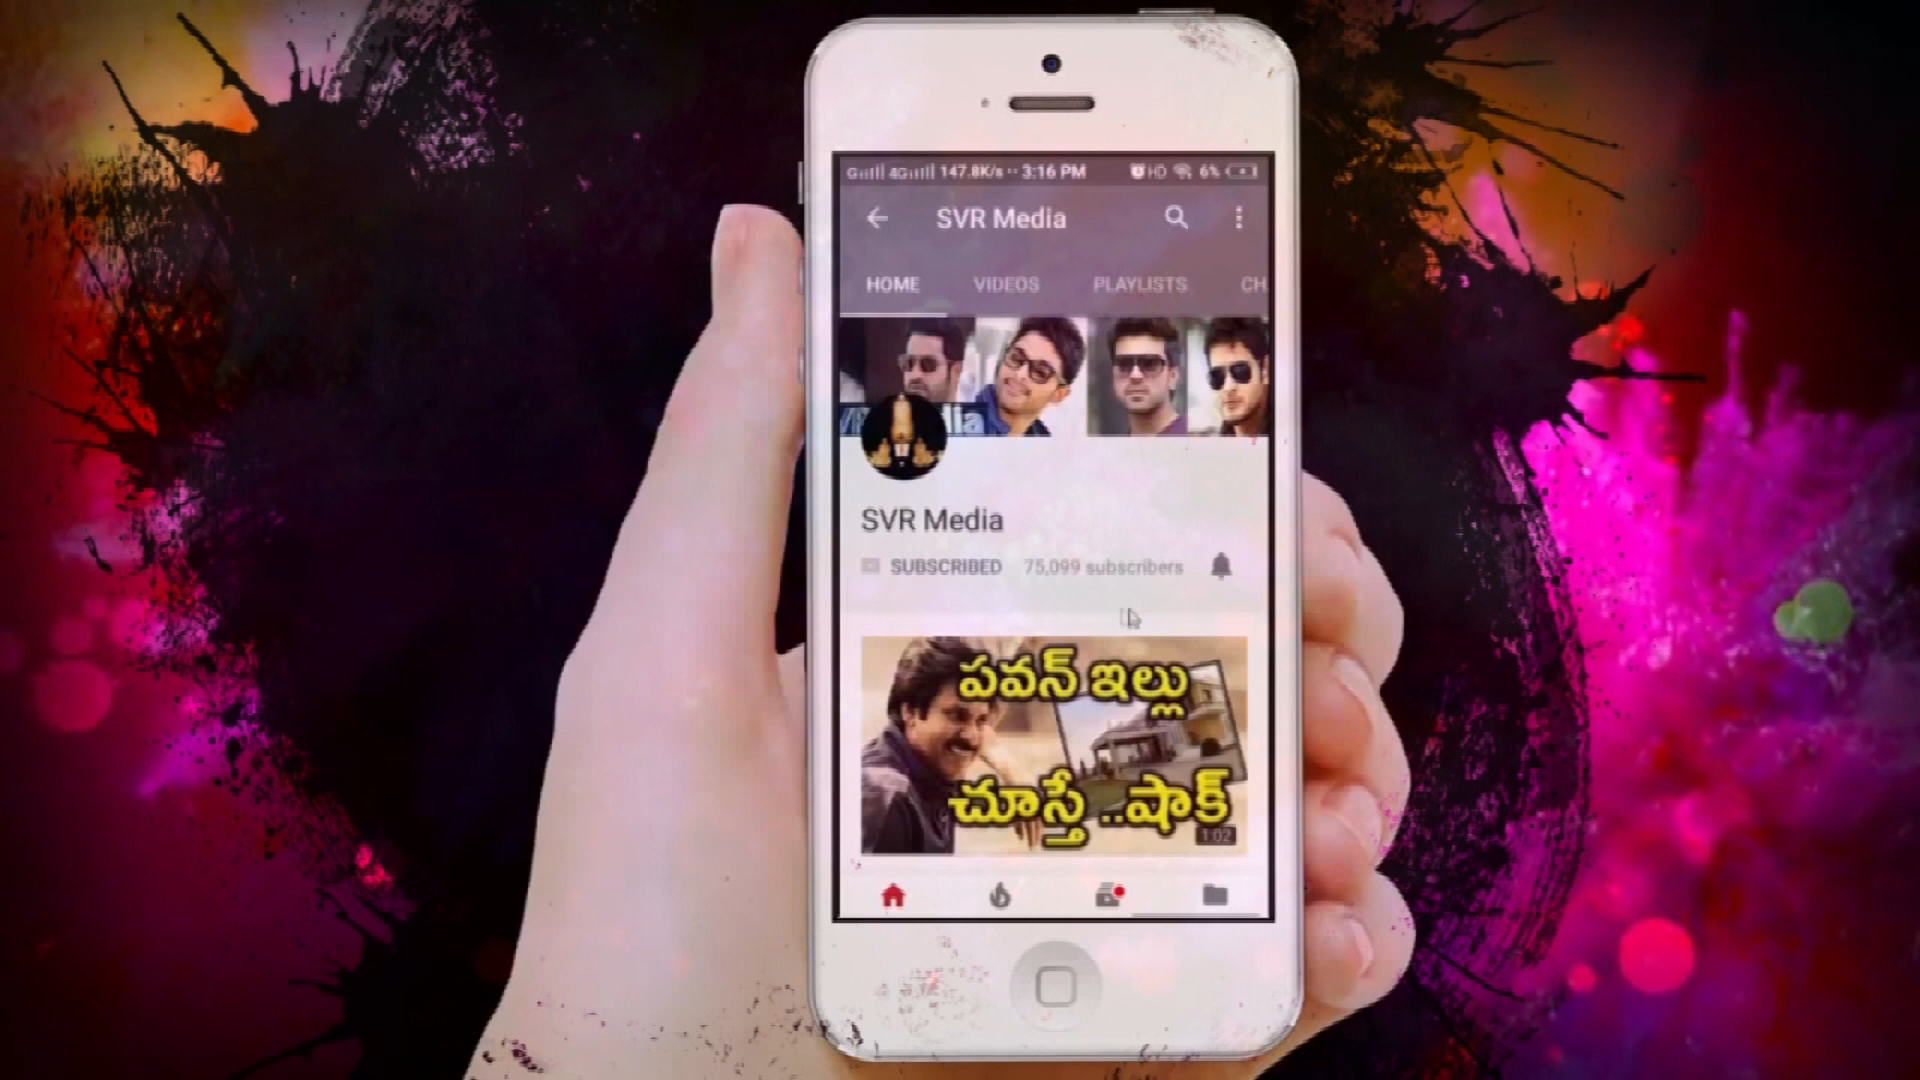 4G 147.8K/s ·· 3:16 PM HD 6%
SVR Media
HOME VIDEOS PLAYLISTS CH
SVR Media
SUBSCRIBED 75,099 subscribers
పవన్ ఇల్లు
చూస్తే ..షాక్
1:02